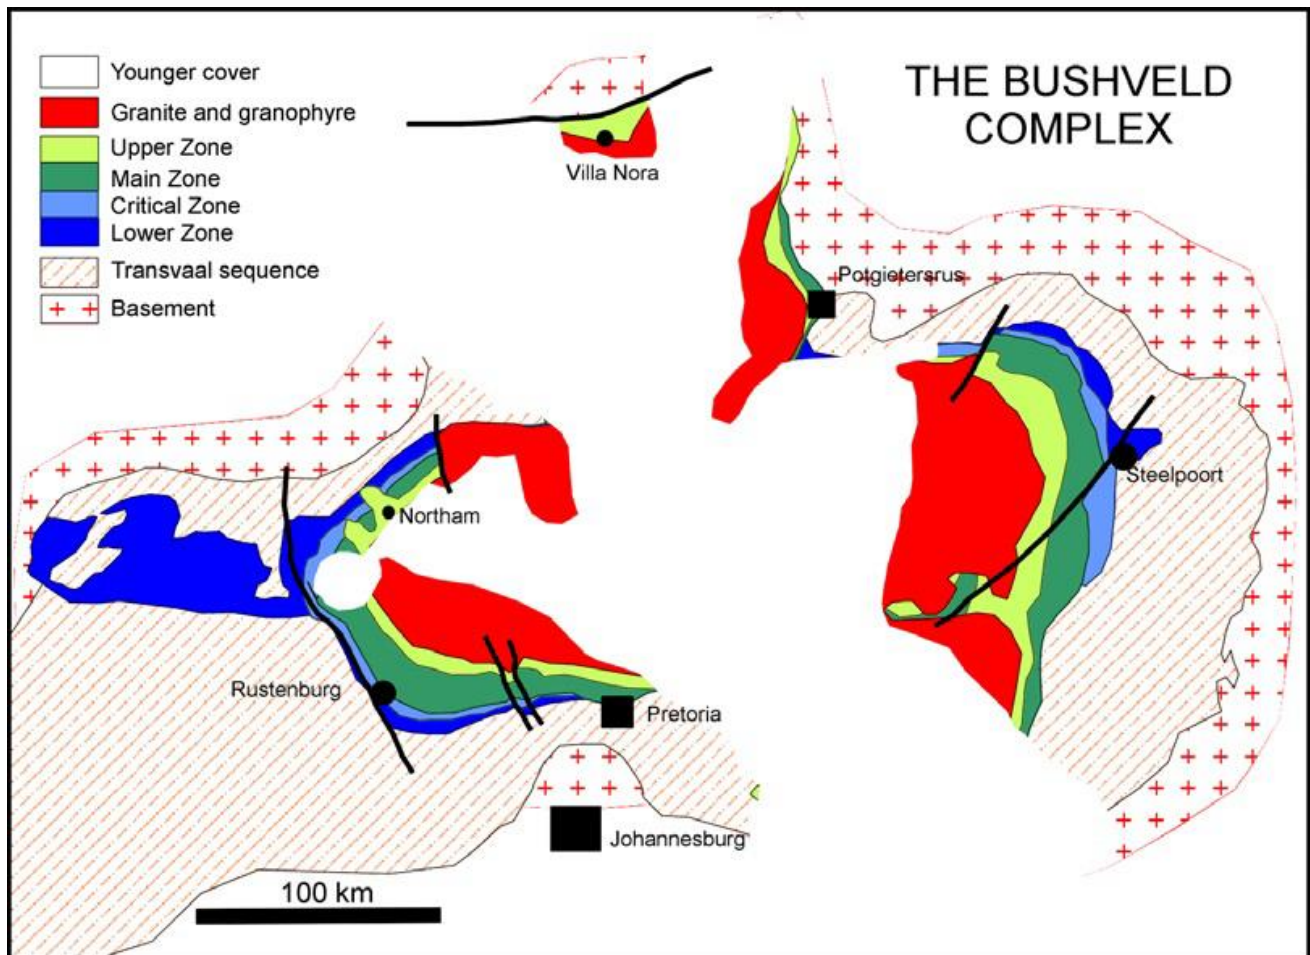 THE BUSHVELD
COMPLEX
Younger cover
Granite and granophyre
Upper Zone
Main Zone
Critical Zone
Lower Zone
Transvaal sequence
Basement
Villa Nora
Potgietersrus
Steelpoort
Northam
Rustenburg
Pretoria
Johannesburg
100 km